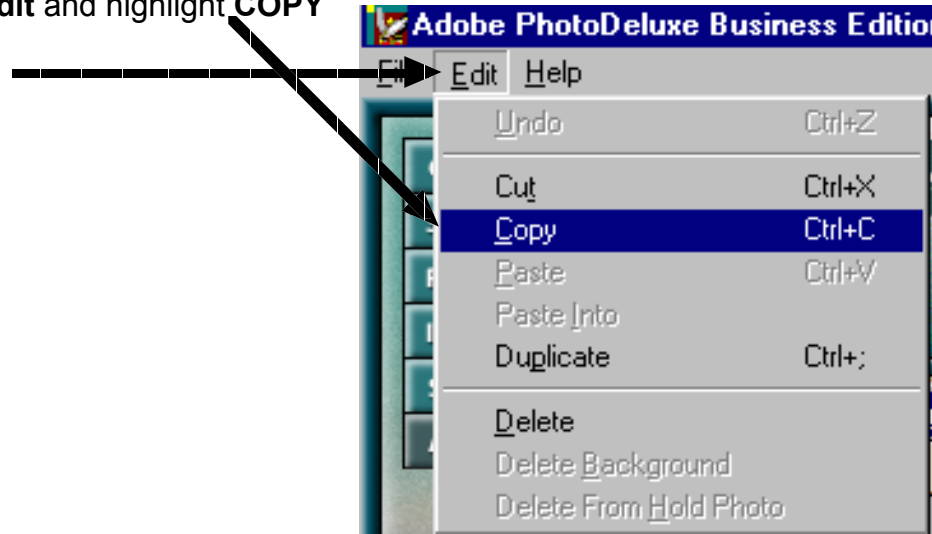 dit and highlight COPY
Adobe PhotoDeluxe Business Edition
Edit Help
Undo Ctrl+Z
Cut Ctrl+X
Copy Ctrl+C
Paste Ctrl+V
Paste Into
Duplicate Ctrl+;
Delete
Delete Background
Delete From Hold Photo